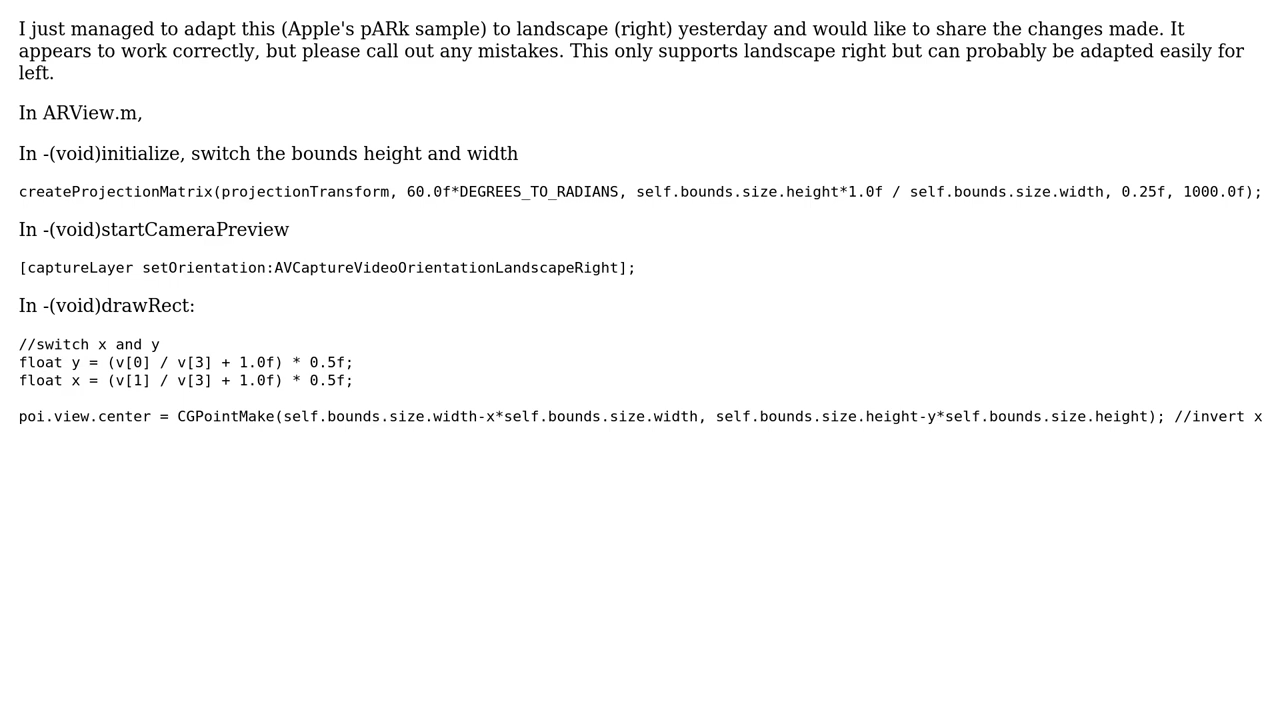 I just managed to adapt this (Apple's pARk sample) to landscape (right) yesterday and would like to share the changes made. It
appears to work correctly, but please call out any mistakes. This only supports landscape right but can probably be adapted easily for
left.
In ARView.m,
In -(void)initialize, switch the bounds height and width
createProjectionMatrix(projectionTransform, 60.0f*DEGREES_TO_RADIANS, self.bounds.size.height*1.0f / self.bounds.size.width, 0.25f, 1000.0f);
In -(void)startCameraPreview
[captureLayer setOrientation:AVCaptureVideoOrientationLandscapeRight];
In -(void)drawRect:
//switch x and y
float y = (v[0] / v[3] + 1.0f) * 0.5f;
float x = (v[1] / v[3] + 1.0f) * 0.5f;
poi.view.center = CGPointMake(self.bounds.size.width-x*self.bounds.size.width, self.bounds.size.height-y*self.bounds.size.height); //invert x